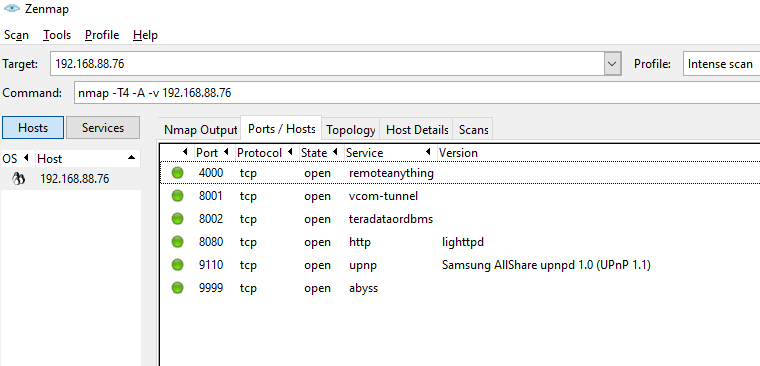 Zenmap
Scan Tools Profile Help
Target: 192.168.88.76 Profile: Intense scan
Command: nmap -T4 -A -v 192.168.88.76
Hosts Services Nmap Output Ports / Hosts Topology Host Details Scans
OS Host Port Protocol State Service Version
192.168.88.76 4000 tcp open remoteanything
8001 tcp open vcom-tunnel
8002 tcp open teradataordbms
8080 tcp open http lighttpd
9110 tcp open upnp Samsung AllShare upnpd 1.0 (UPnP 1.1)
9999 tcp open abyss